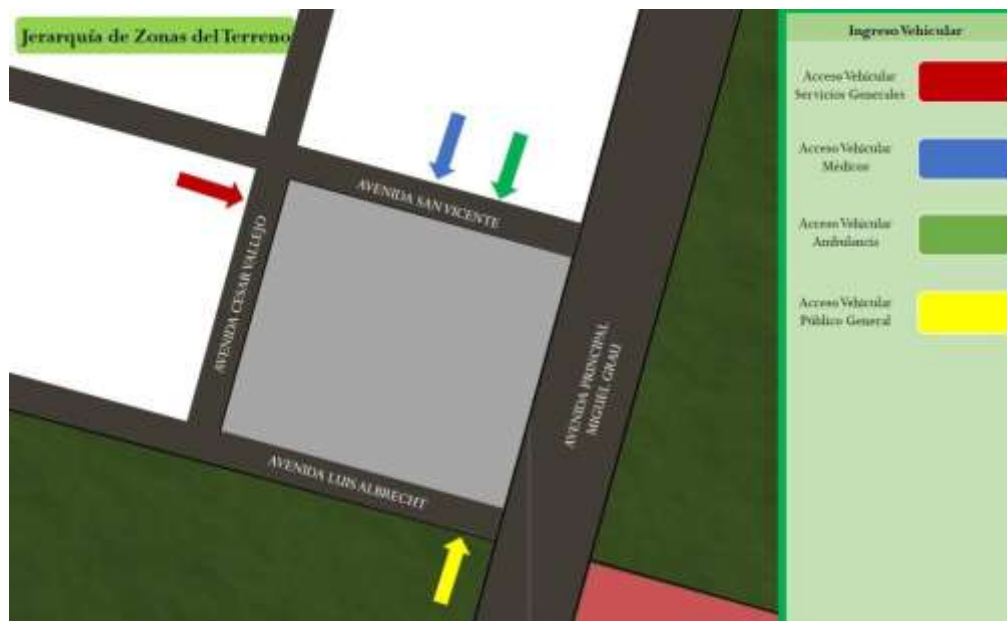 Jerarquía de Zonas del Terreno
Ingreso Vehicular
Acceso Vehicular
Servicios Generales
Acceso Vehicular
Médicos
Acceso Vehicular
Ambulancia
Acceso Vehicular
Público General
AVENIDA SAN VICENTE
AVENIDA CESAR VALLEJO
AVENIDA PRINCIPAL
MIGUEL GRAU
AVENIDA LUIS ALBRECHT